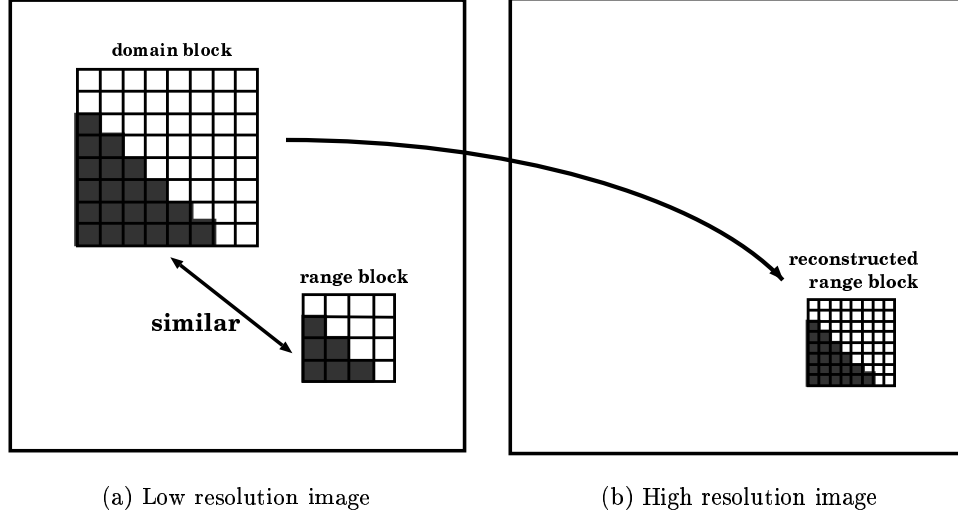 domain block
range block
similar
reconstructed
range block
(a) Low resolution image
(b) High resolution image